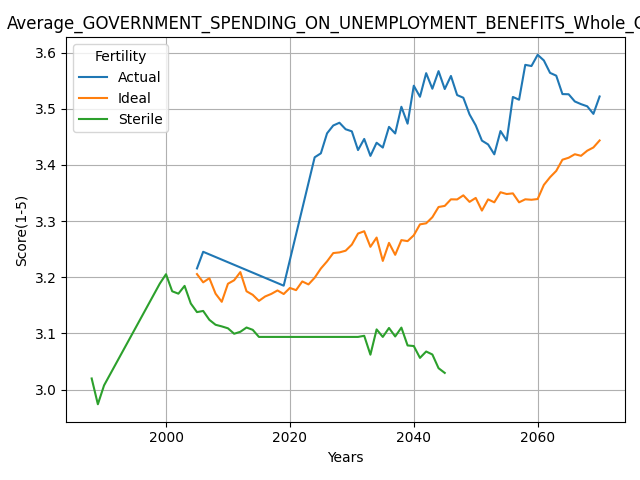 Average_GOVERNMENT_SPENDING_ON_UNEMPLOYMENT_BENEFITS_Whole_
Fertility
Actual
Ideal
Sterile
3.6
3.5
3.4
3.3
3.2
3.1
3.0
Score(1-5)
2000 2020 2040 2060
Years